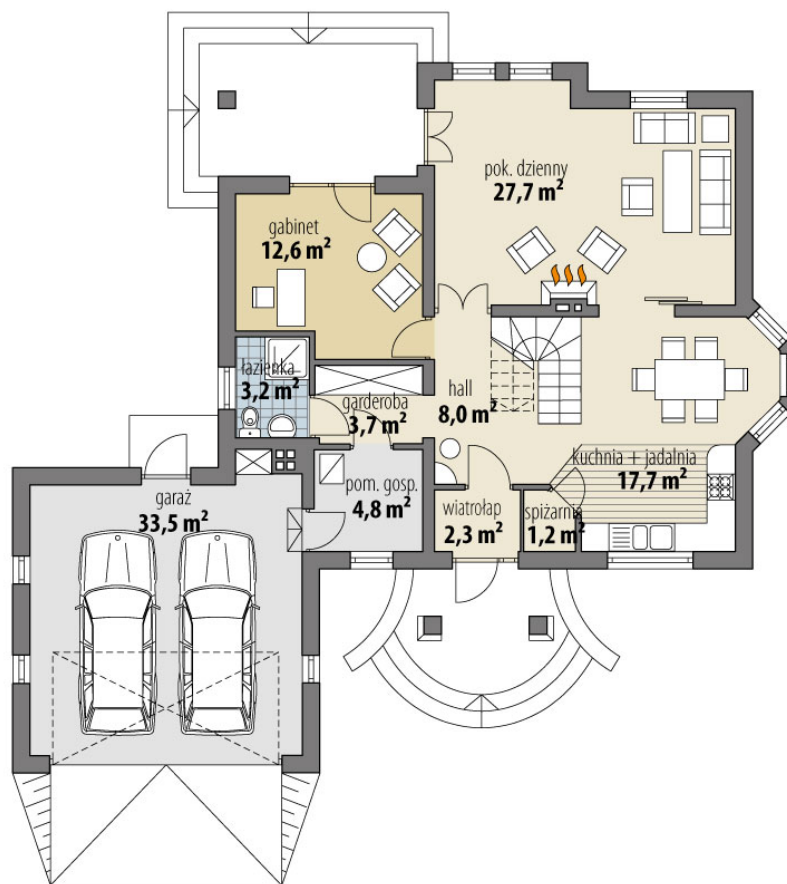 pok. dzienny
27,7 m²
gabinet
12,6 m²
łazienka
3,2 m²
garderoba
3,7 m²
hall
8,0 m²
kuchnia + jadalnia
17,7 m²
garaż
33,5 m²
pom. gosp.
4,8 m²
wiatrołap
2,3 m²
spiżarnia
1,2 m²